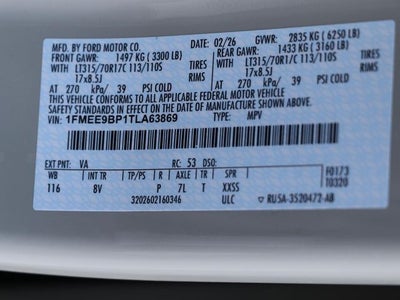 MFD. BY FORD MOTOR CO. 02/26 GVWR: 2835 KG ( 6250 LB)
FRONT GAWR: 1497 KG ( 3300 LB) REAR GAWR: 1433 KG ( 3160 LB)
WITH LT315/70R17C 113/110S TIRES WITH LT315/70R17C 113/110S TIRES
17x8.5J RIMS 17x8.5J RIMS
AT 270 kPa/ 39 PSI COLD AT 270 kPa/ 39 PSI COLD
THIS VEHICLE CONFORMS TO ALL APPLICABLE FEDERAL MOTOR VEHICLE
SAFETY STANDARDS IN EFFECT ON THE DATE OF MANUFACTURE SHOWN ABOVE.
VIN: 1FMEE9BP1TLA63869 TYPE: MPV
EXT PNT: VA RC: 53 DSO: F0173
WB INT TR TP/PS R AXLE TR SPR T0320
116 8V P 7L T XXSS
3202602160346 ULC RU5A-3520472-AB